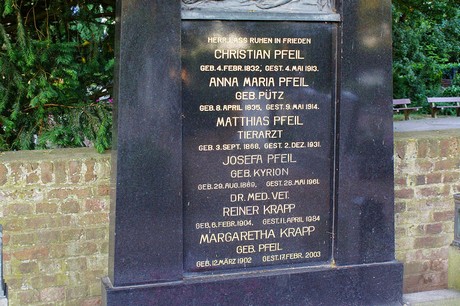 HERR LASS RUHEN IN FRIEDEN
CHRISTIAN PFEIL
GEB. 4. FEBR. 1832, GEST. 4. MAI 1913.
ANNA MARIA PFEIL
GEB PÜTZ
GEB. 8. APRIL 1835, GEST. 9. MAI 1914.
MATTHIAS PFEIL
TIERARZT
GEB. 3. SEPT. 1868, GEST. 2. DEZ. 1931.
JOSEFA PFEIL
GEB. KYRION
GEB. 29. AUG. 1869, GEST. 28. MAI 1961.
DR. MED. VET.
REINER KRAPP
GEB. 6. FEBR. 1904, GEST. 11. APRIL 1984
MARGARETHA KRAPP
GEB. PFEIL
GEB. 12. MÄRZ 1902, GEST. 17. FEBR. 2003